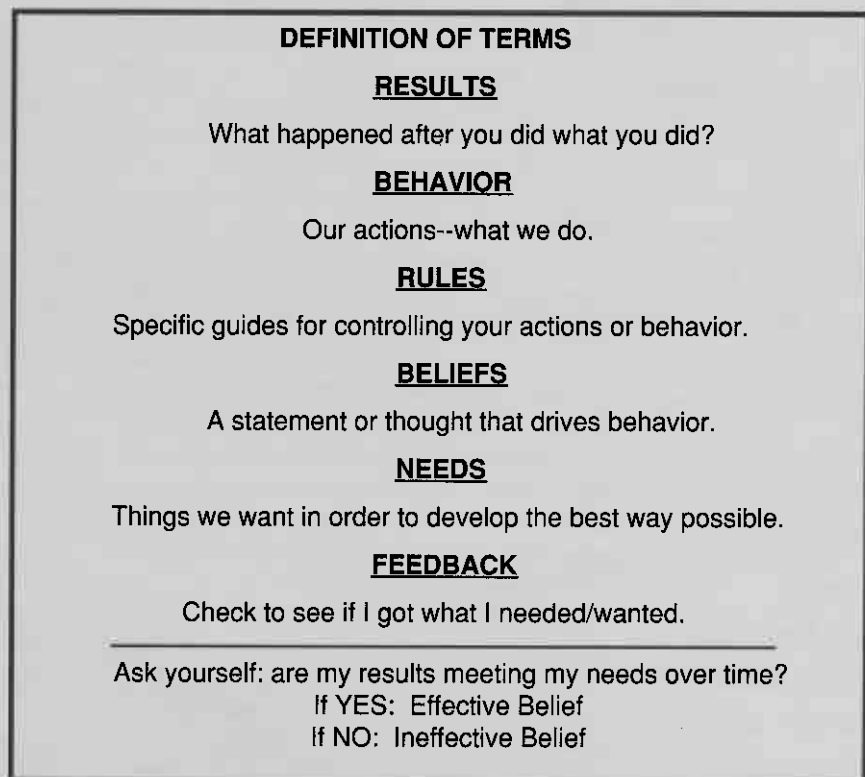 DEFINITION OF TERMS
RESULTS
What happened after you did what you did?
BEHAVIOR
Our actions--what we do.
RULES
Specific guides for controlling your actions or behavior.
BELIEFS
A statement or thought that drives behavior.
NEEDS
Things we want in order to develop the best way possible.
FEEDBACK
Check to see if I got what I needed/wanted.
Ask yourself: are my results meeting my needs over time?
If YES: Effective Belief
If NO: Ineffective Belief